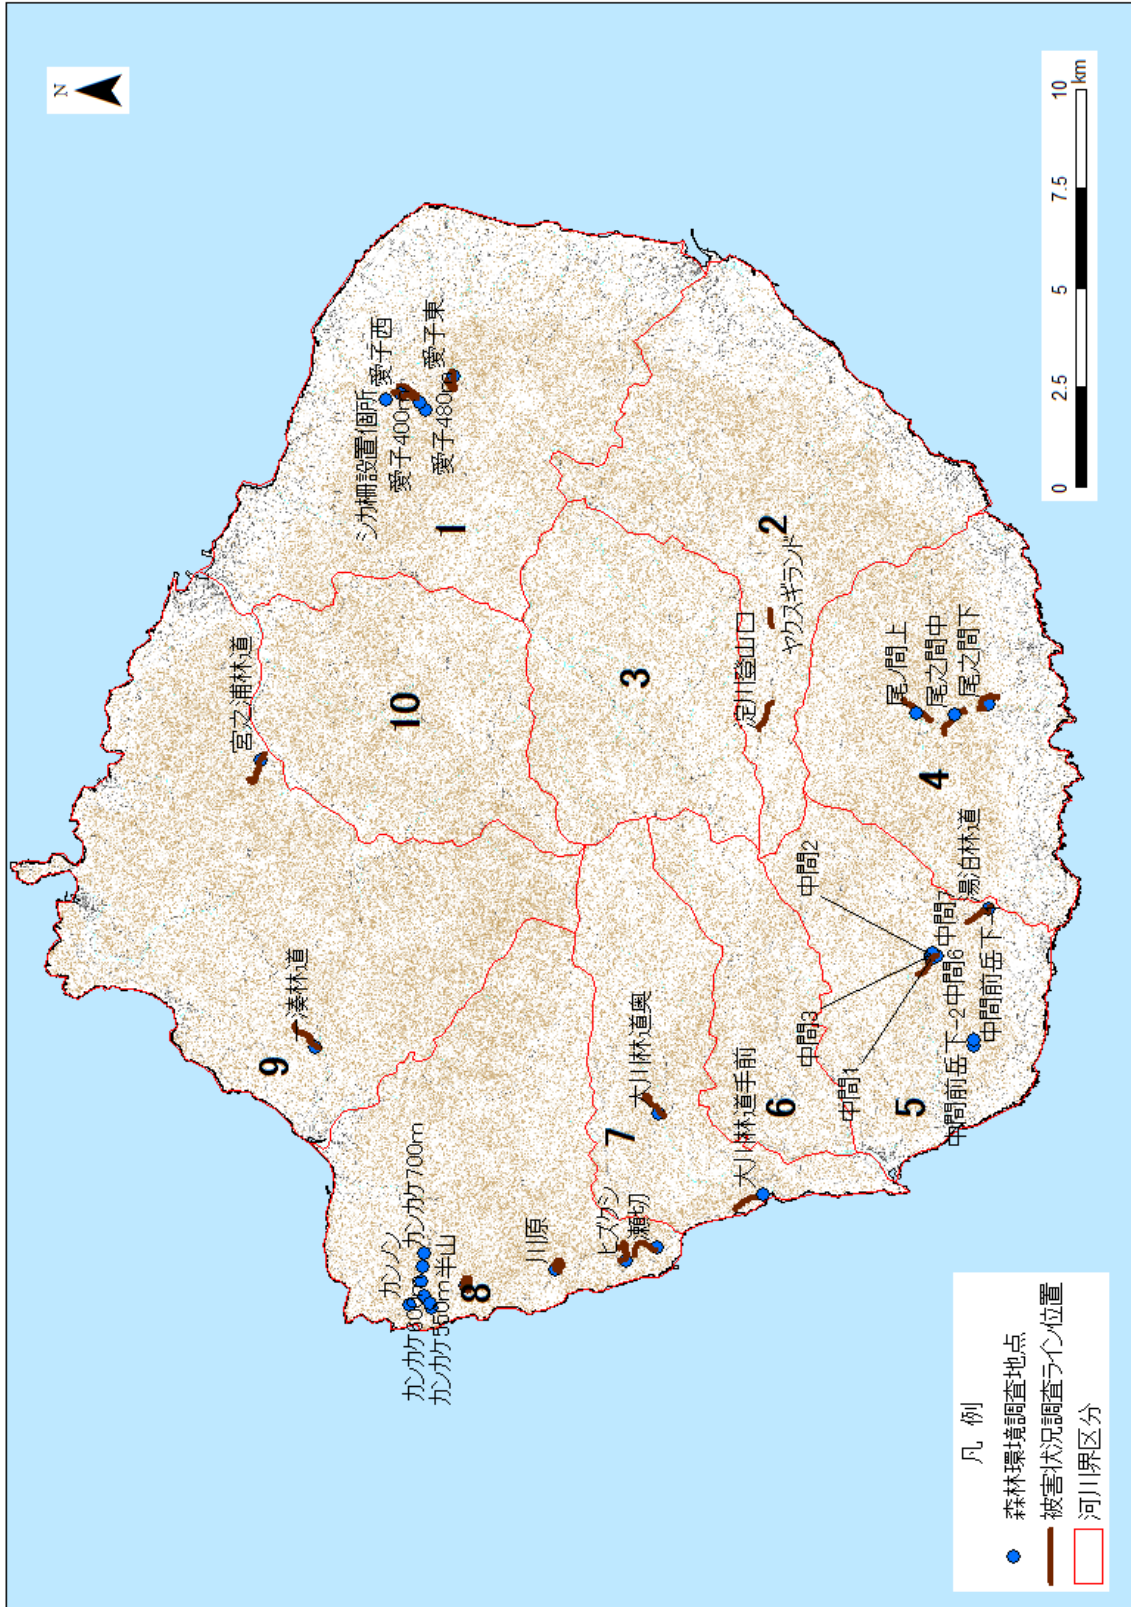 N
カンカケ600m
カンカケ550m
カンノン
カンカケ700m
半山
8
川原
ヒズクシ
瀬切
9
湊林道
宮之浦林道
10
シカ柵設置個所
愛子西
愛子400m
愛子480m
愛子東
1
7
大川林道奥
大川林道手前
6
3
淀川登山口
ヤクスギランド
2
中間3
中間2
中間1
5
中間前岳下-2
中間6
中間7
中間前岳下-1
湯泊林道
4
尾ノ間上
尾之間中
尾之間下
凡 例
森林環境調査地点
被害状況調査ライン位置
河川界区分
0 2.5 5 7.5 10
km